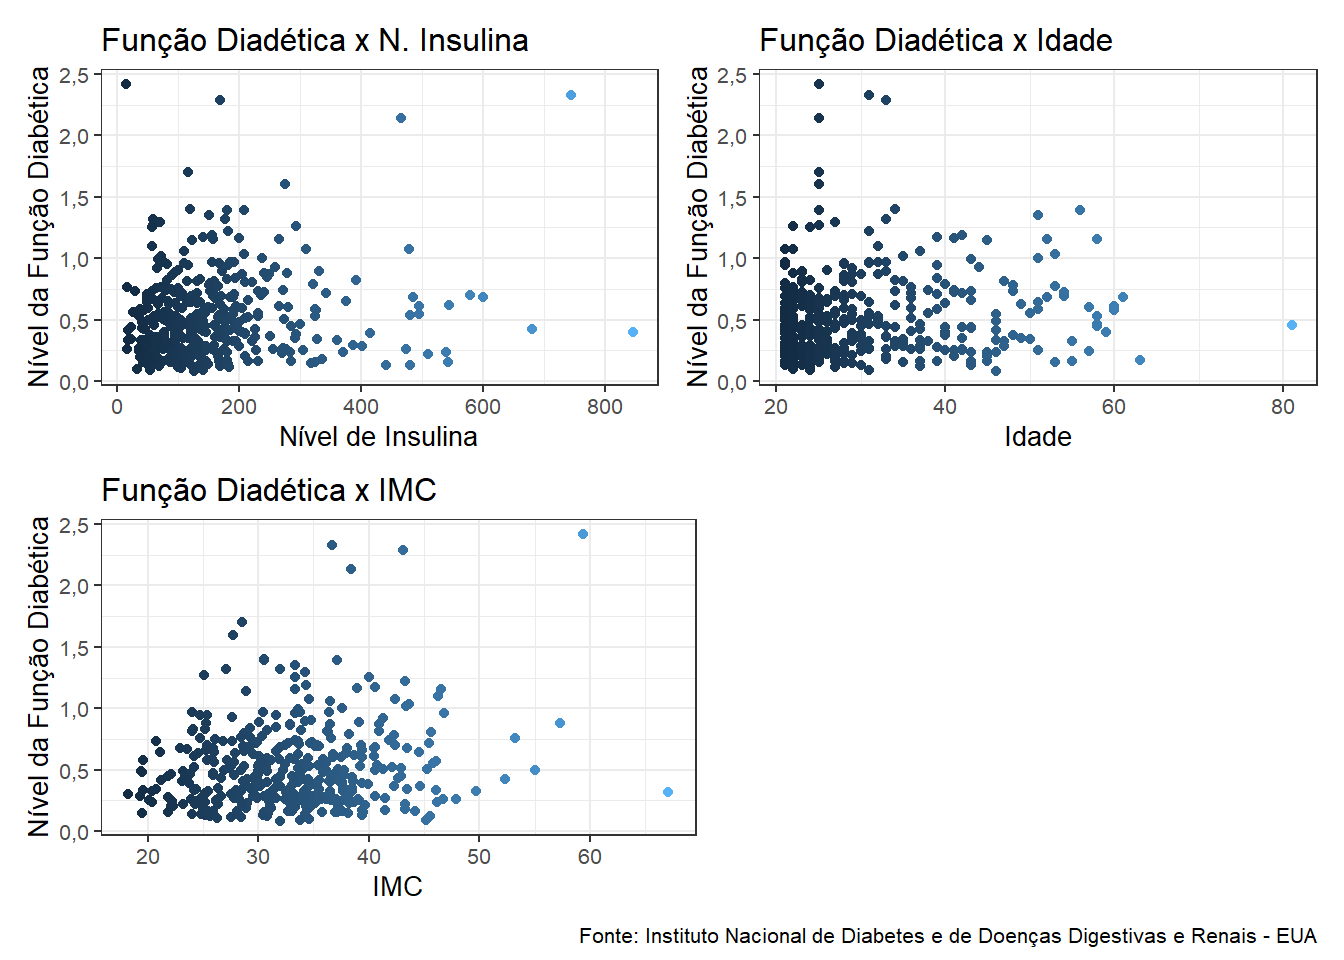 Função Diadética x N. Insulina
Nível da Função Diabética
2,5
2,0
1,5
1,0
0,5
0,0
0 200 400 600 800
Nível de Insulina
Função Diadética x Idade
Nível da Função Diabética
2,5
2,0
1,5
1,0
0,5
0,0
20 40 60 80
Idade
Função Diadética x IMC
Nível da Função Diabética
2,5
2,0
1,5
1,0
0,5
0,0
20 30 40 50 60
IMC
Fonte: Instituto Nacional de Diabetes e de Doenças Digestivas e Renais - EUA